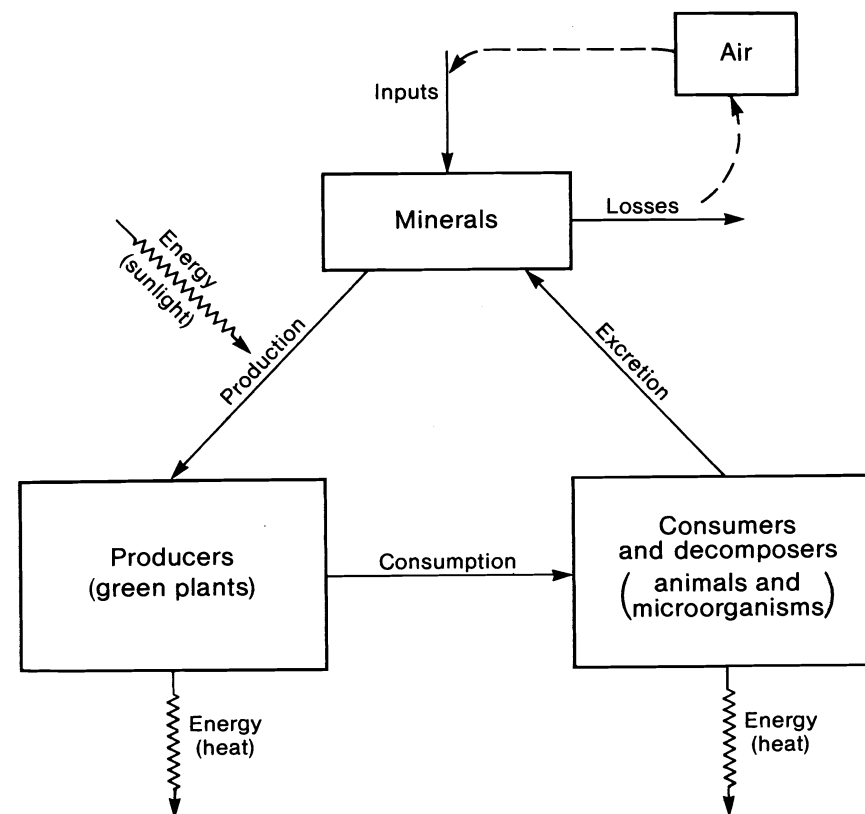 Air
Inputs
Minerals
Losses
Energy
(sunlight)
Production
Excretion
Producers
(green plants)
Consumption
Consumers
and decomposers
(animals and
microorganisms)
Energy
(heat)
Energy
(heat)